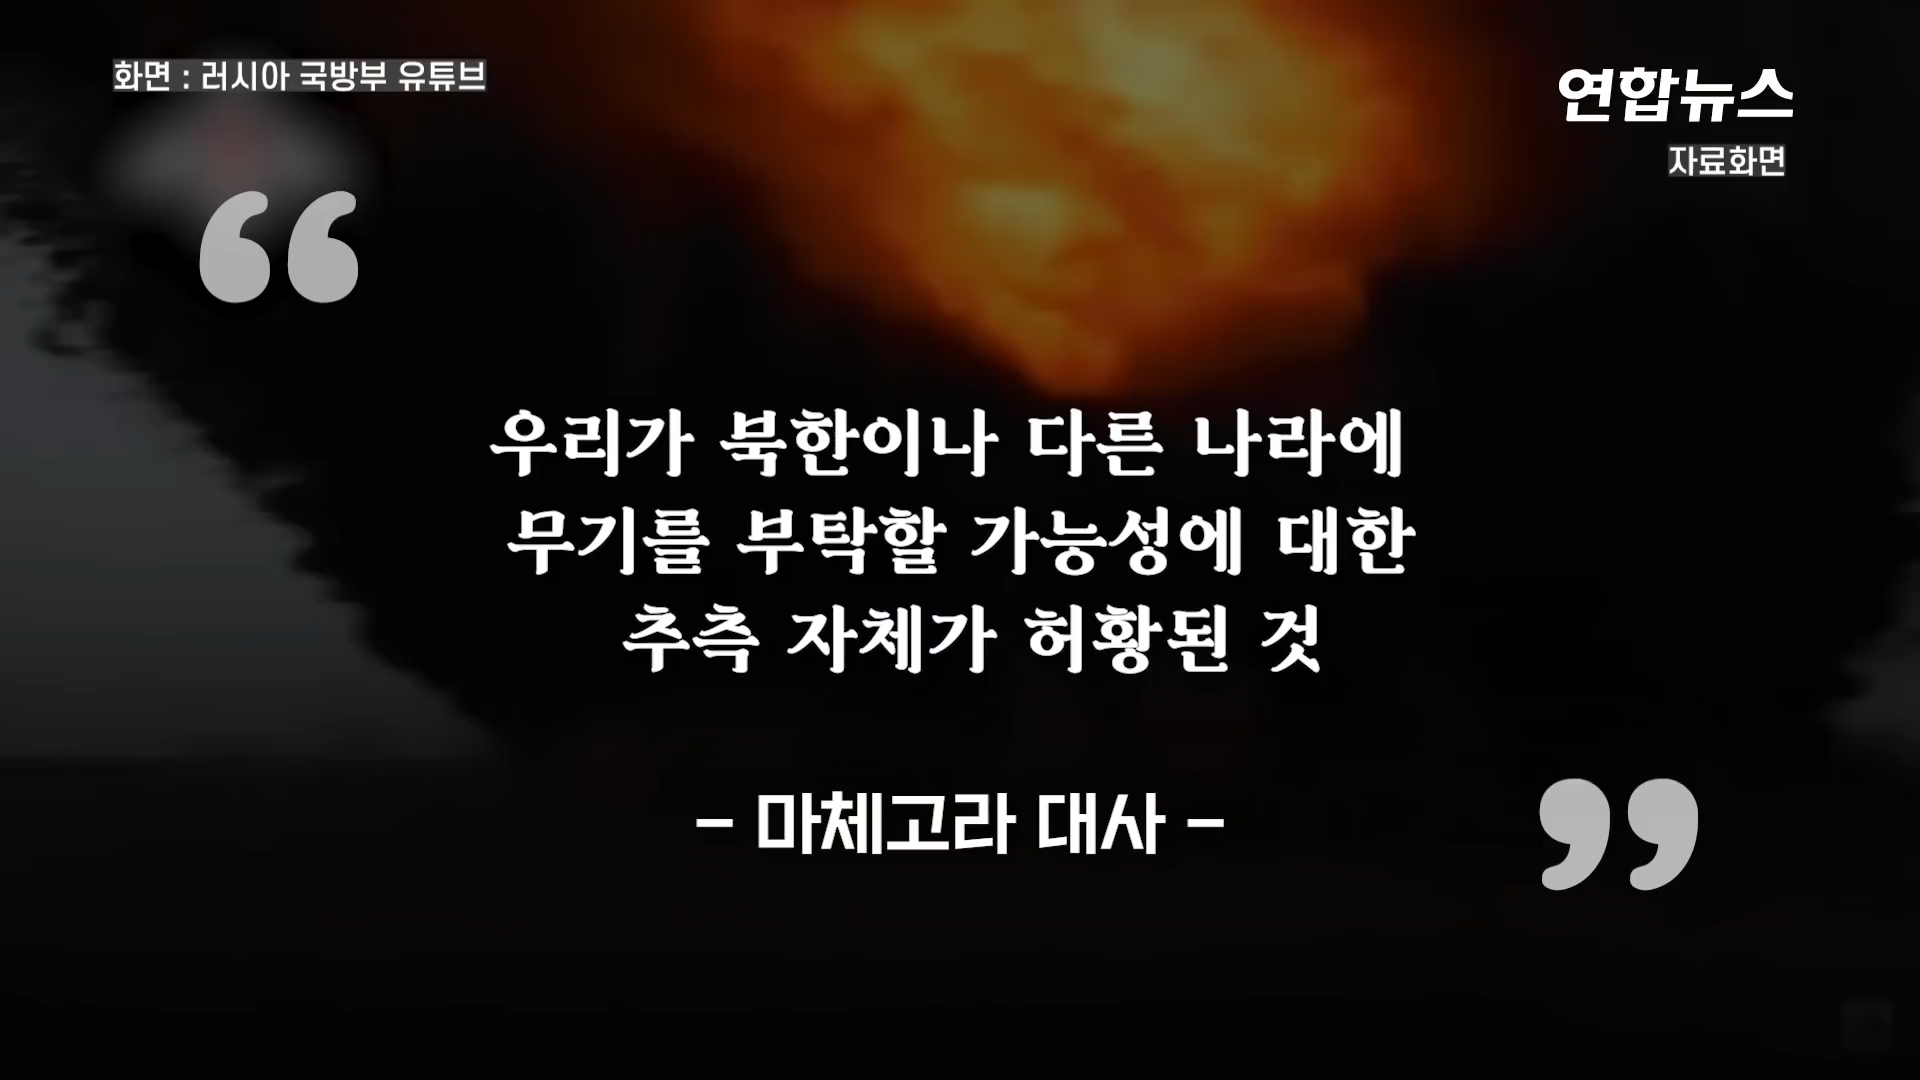 화면 : 러시아 국방부 유튜브
연합뉴스
자료화면
“
우리가 북한이나 다른 나라에
무기를 부탁할 가능성에 대한
추측 자체가 허황된 것
– 마체고라 대사 –
”